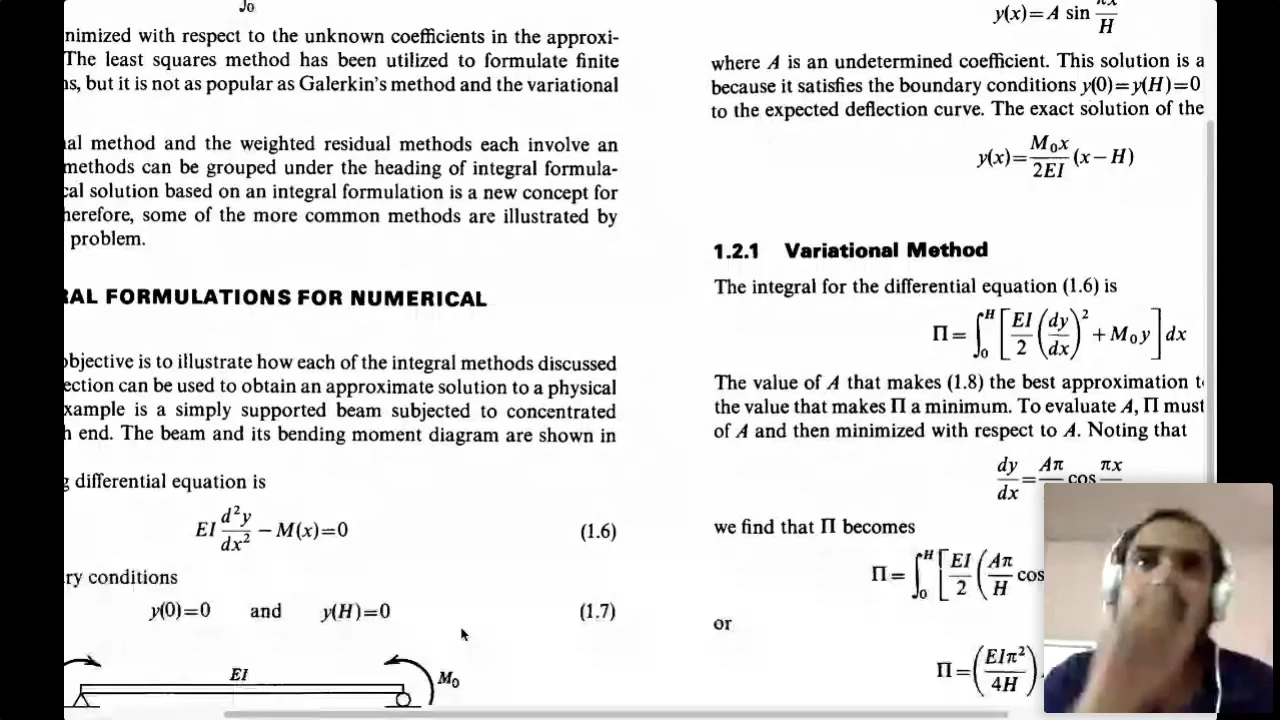 nimized with respect to the unknown coefficients in the approxi-
The least squares method has been utilized to formulate finite
but it is not as popular as Galerkin's method and the variational
method and the weighted residual methods each involve an
methods can be grouped under the heading of integral formula-
solution based on an integral formulation is a new concept for
herefore, some of the more common methods are illustrated by
problem.
RAL FORMULATIONS FOR NUMERICAL
objective is to illustrate how each of the integral methods discussed
ection can be used to obtain an approximate solution to a physical
xample is a simply supported beam subjected to concentrated
end. The beam and its bending moment diagram are shown in
differential equation is
EI d²y/dx² − M(x)=0 (1.6)
ry conditions
y(0)=0 and y(H)=0 (1.7)
EI
M₀
y(x)=A sin πx/H
where A is an undetermined coefficient. This solution is a
because it satisfies the boundary conditions y(0)=y(H)=0
to the expected deflection curve. The exact solution of the
y(x)=M₀x/2EI (x−H)
1.2.1 Variational Method
The integral for the differential equation (1.6) is
Π=∫₀ᴴ[EI/2 (dy/dx)² + M₀y]dx
The value of A that makes (1.8) the best approximation t
the value that makes Π a minimum. To evaluate A, Π must
of A and then minimized with respect to A. Noting that
dy/dx = Aπ cos πx
we find that Π becomes
Π=∫₀ᴴ[EI/2 (Aπ/H cos
or
Π=(EIπ²/4H)